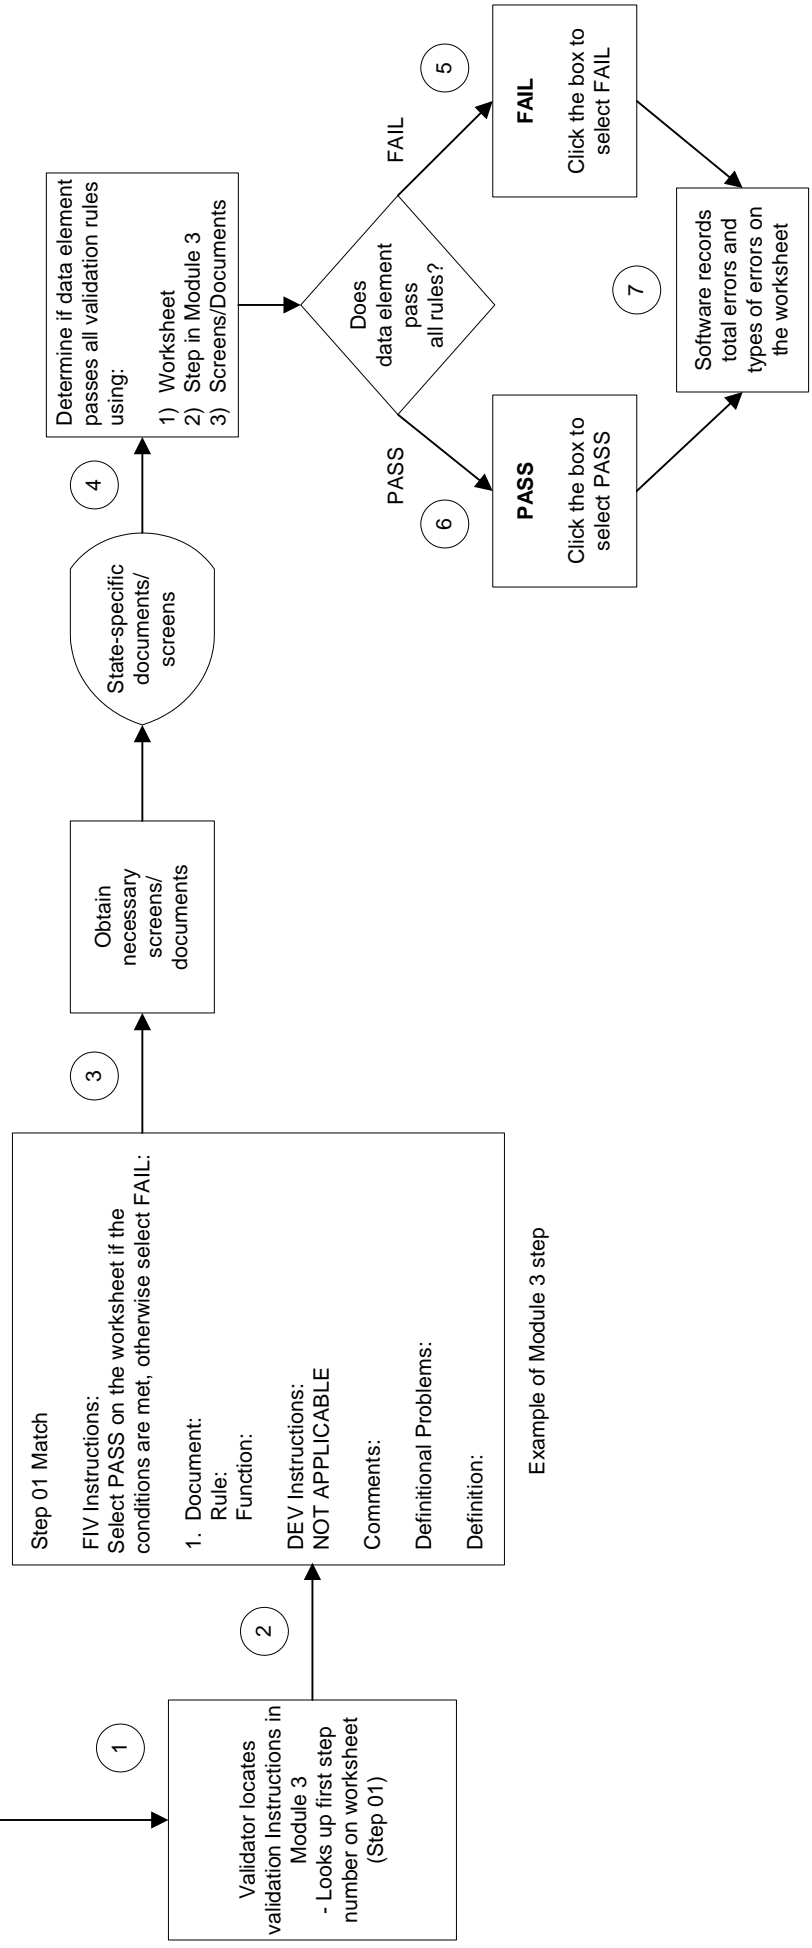 1
Validator locates
validation Instructions in
Module 3
- Looks up first step
number on worksheet
(Step 01)
2
Step 01 Match
FIV Instructions:
Select PASS on the worksheet if the
conditions are met, otherwise select FAIL:
1. Document:
Rule:
Function:
DEV Instructions:
NOT APPLICABLE
Comments:
Definitional Problems:
Definition:
Example of Module 3 step
3
Obtain
necessary
screens/
documents
State-specific
documents/
screens
4
Determine if data element
passes all validation rules
using:
1) Worksheet
2) Step in Module 3
3) Screens/Documents
Does
data element
pass
all rules?
PASS
FAIL
6
PASS
Click the box to
select PASS
5
FAIL
Click the box to
select FAIL
7
Software records
total errors and
types of errors on
the worksheet